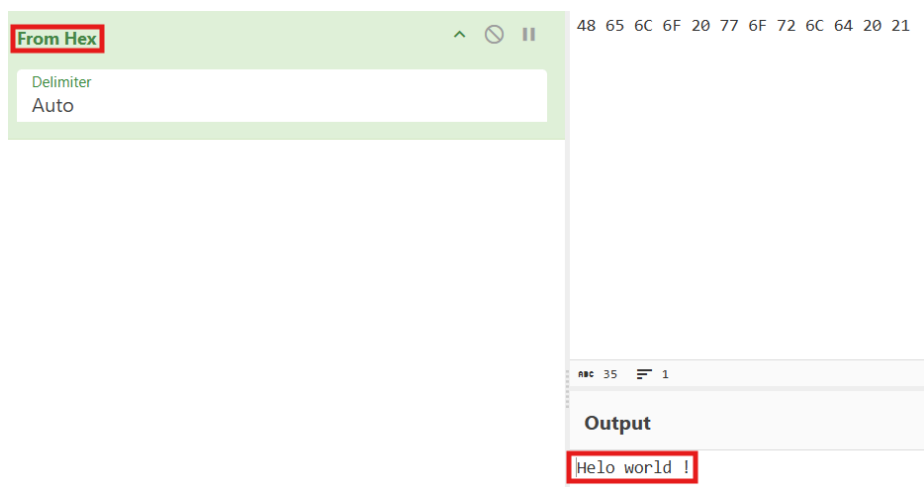 From Hex
Delimiter
Auto
48 65 6C 6F 20 77 6F 72 6C 64 20 21
ABC 35 1
Output
Helo world !